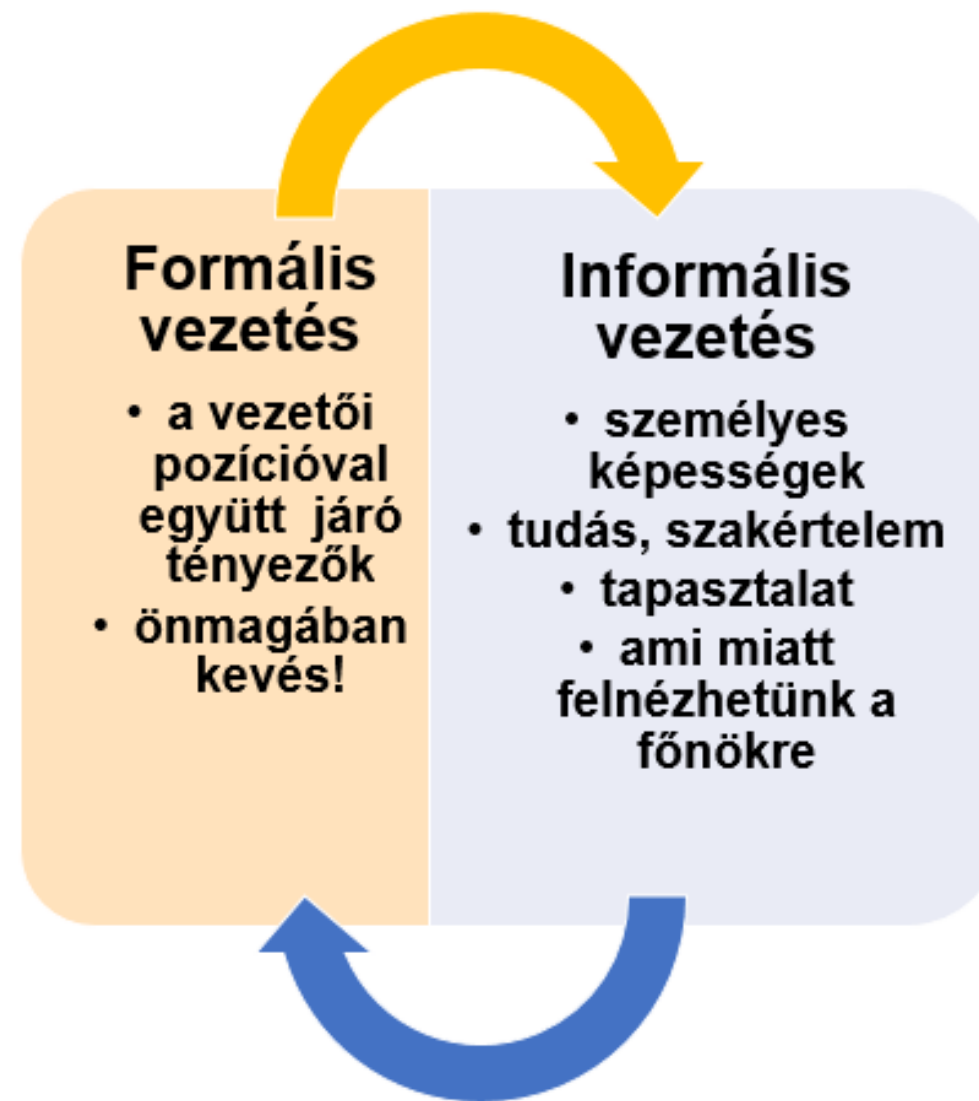 Formális
vezetés
• a vezetői
pozícióval
együtt járó
tényezők
• önmagában
kevés!
Informális
vezetés
• személyes
képességek
• tudás, szakértelem
• tapasztalat
• ami miatt
felnézhetünk a
főnökre